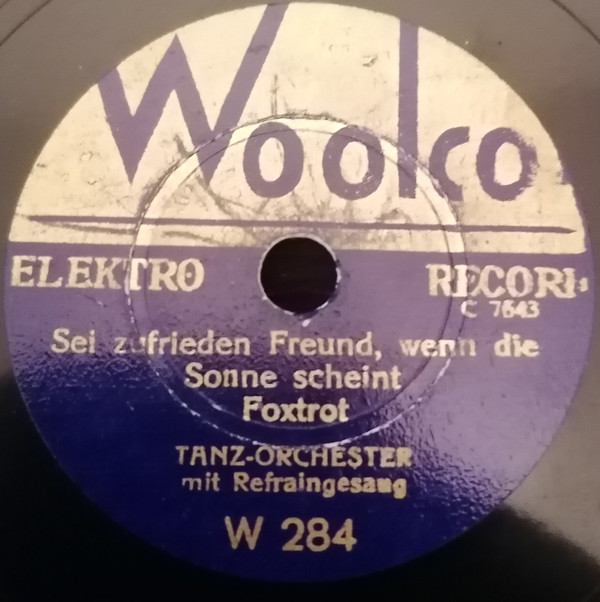 Woolco
ELEKTRO RECORD
C 7643
Sei zufrieden Freund, wenn die
Sonne scheint
Foxtrot
TANZ-ORCHESTER
mit Refraingesang
W 284